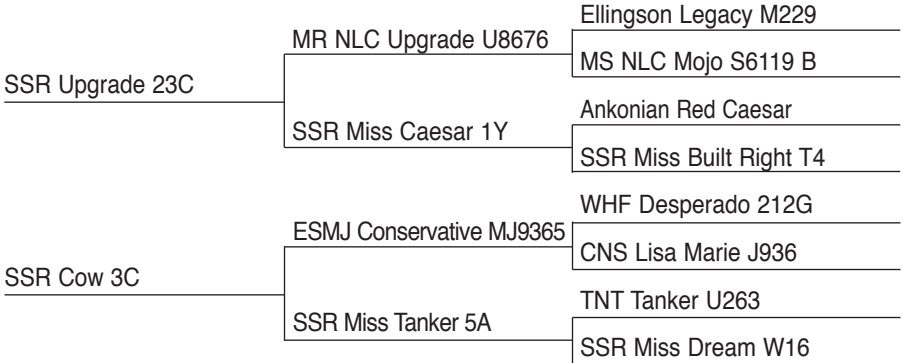 Ellingson Legacy M229
MR NLC Upgrade U8676
MS NLC Mojo S6119 B
SSR Upgrade 23C
Ankonian Red Caesar
SSR Miss Caesar 1Y
SSR Miss Built Right T4
WHF Desperado 212G
ESMJ Conservative MJ9365
CNS Lisa Marie J936
SSR Cow 3C
TNT Tanker U263
SSR Miss Tanker 5A
SSR Miss Dream W16